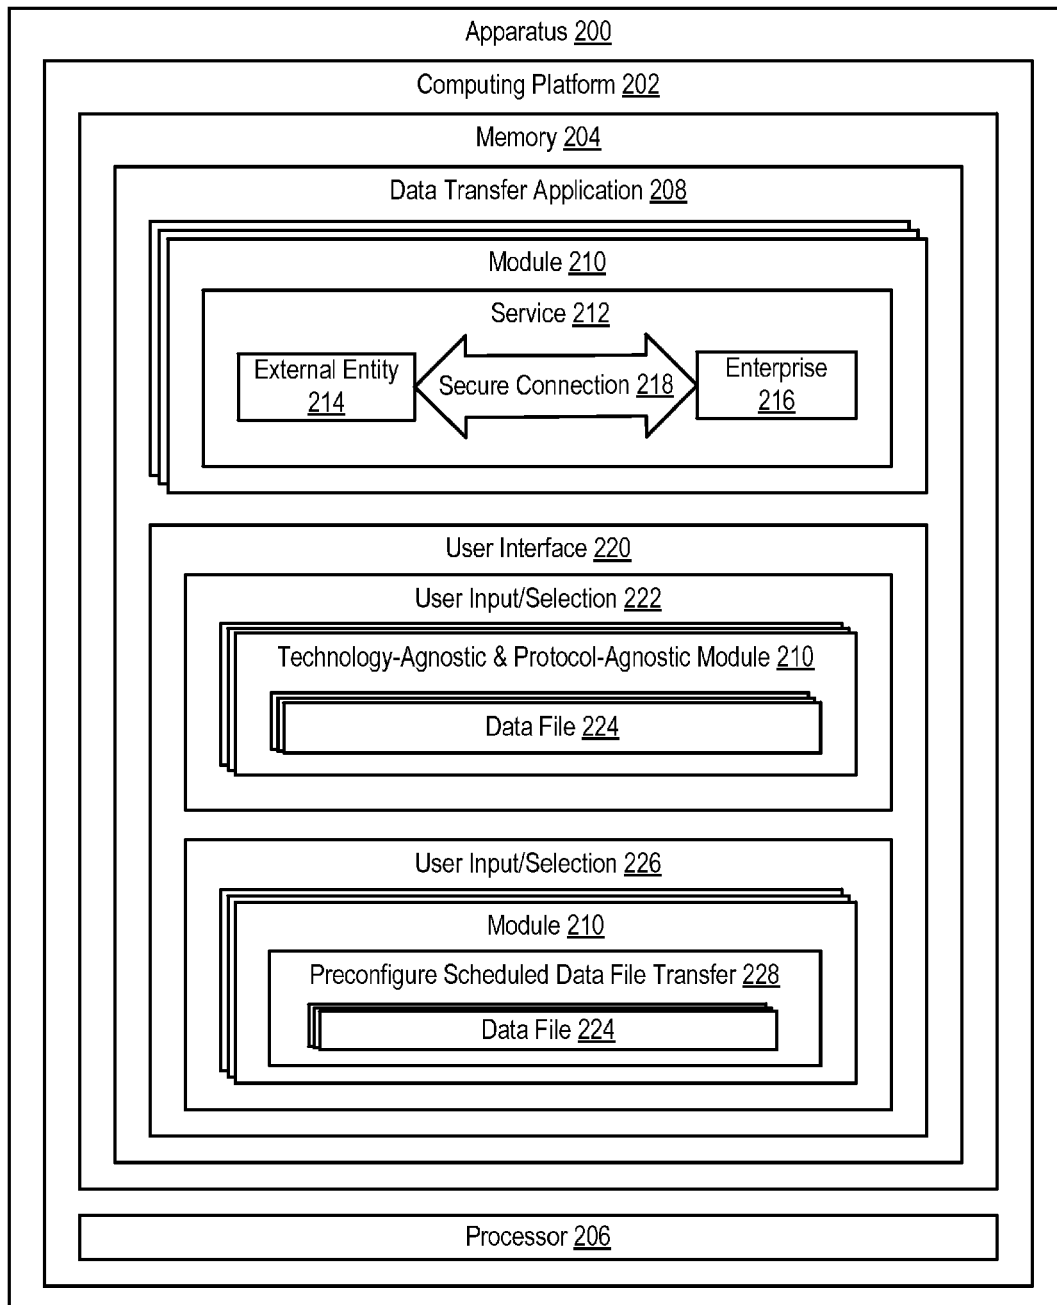 Apparatus 200
Computing Platform 202
Memory 204
Data Transfer Application 208
Module 210
Service 212
External Entity
214
Secure Connection 218
Enterprise
216
User Interface 220
User Input/Selection 222
Technology-Agnostic & Protocol-Agnostic Module 210
Data File 224
User Input/Selection 226
Module 210
Preconfigure Scheduled Data File Transfer 228
Data File 224
Processor 206